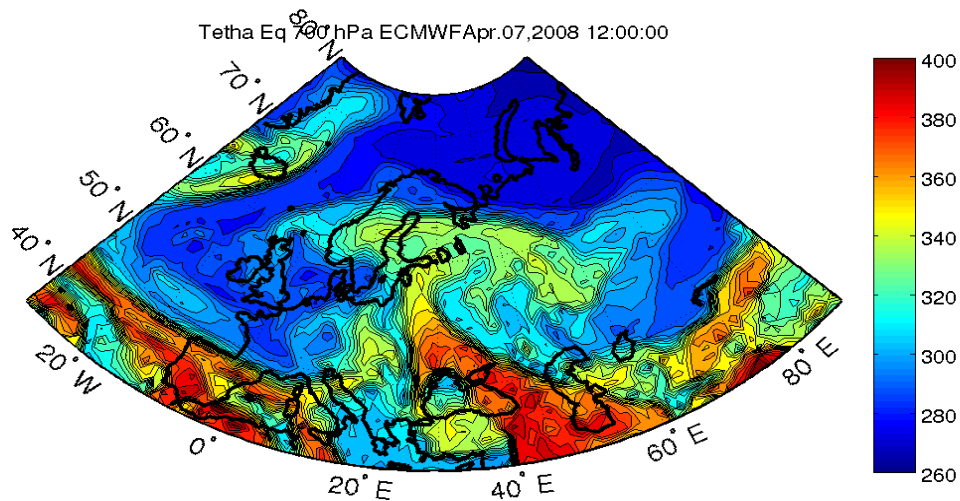 80° N
Tetha Eq 700 hPa ECMWFApr.07,2008 12:00:00
70° N
60° N
50° N
40° N
20° W
0°
20° E
40° E
60° E
80° E
400
380
360
340
320
300
280
260